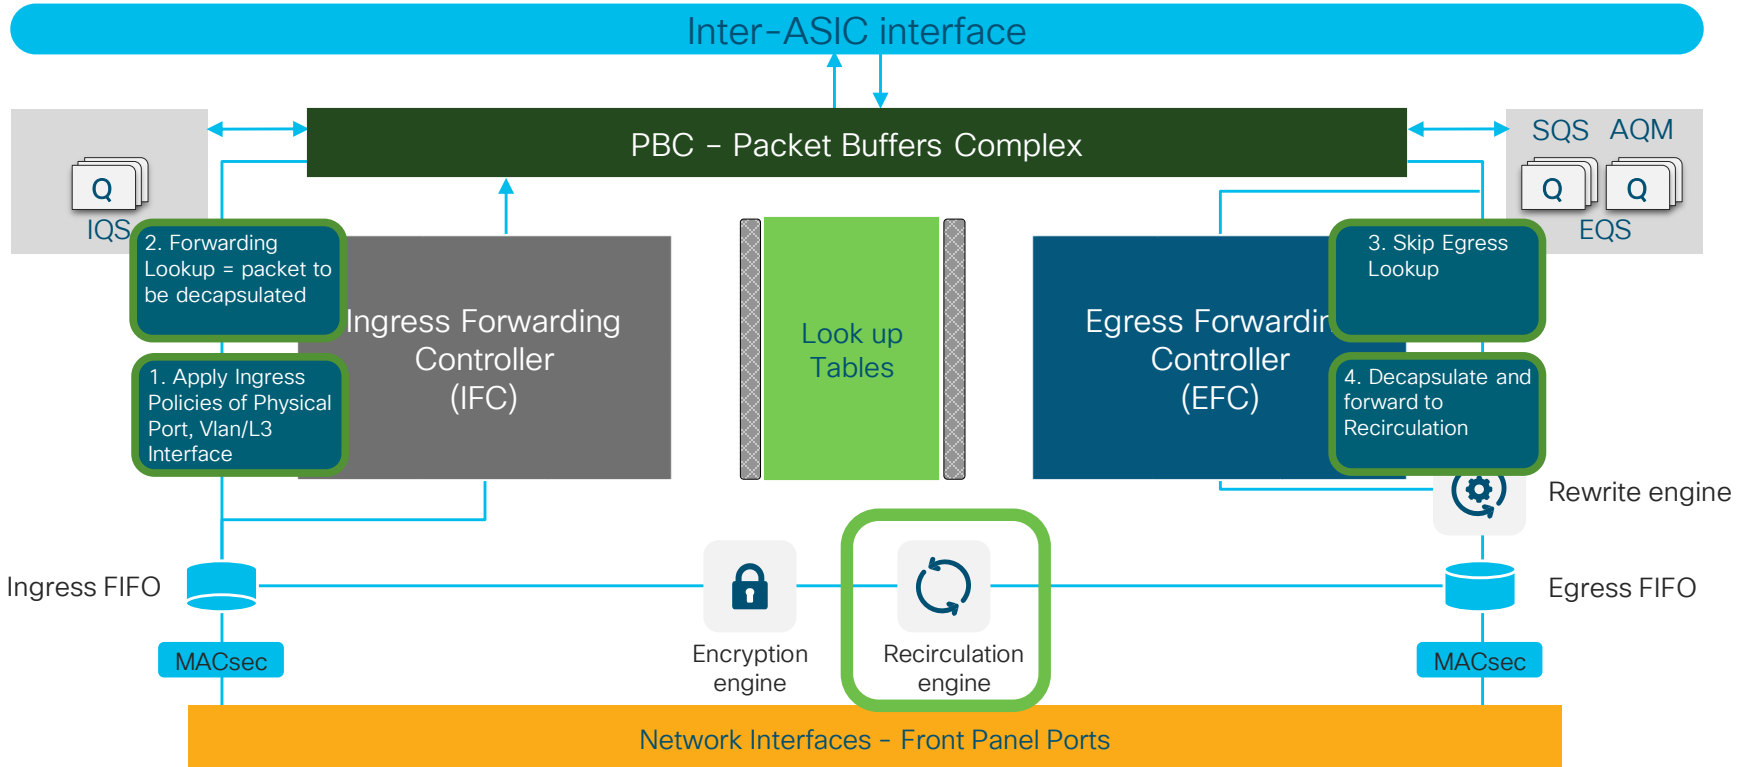 Inter-ASIC interface
PBC - Packet Buffers Complex
SQS AQM
Q
Q
Q
IQS
EQS
2. Forwarding
Lookup = packet to
be decapsulated
3. Skip Egress
Lookup
Ingress Forwarding
Controller
(IFC)
Look up
Tables
Egress Forwarding
Controller
(EFC)
1. Apply Ingress
Policies of Physical
Port, Vlan/L3
Interface
4. Decapsulate and
forward to
Recirculation
Rewrite engine
Ingress FIFO
Egress FIFO
Encryption
engine
Recirculation
engine
MACsec
MACsec
Network Interfaces - Front Panel Ports